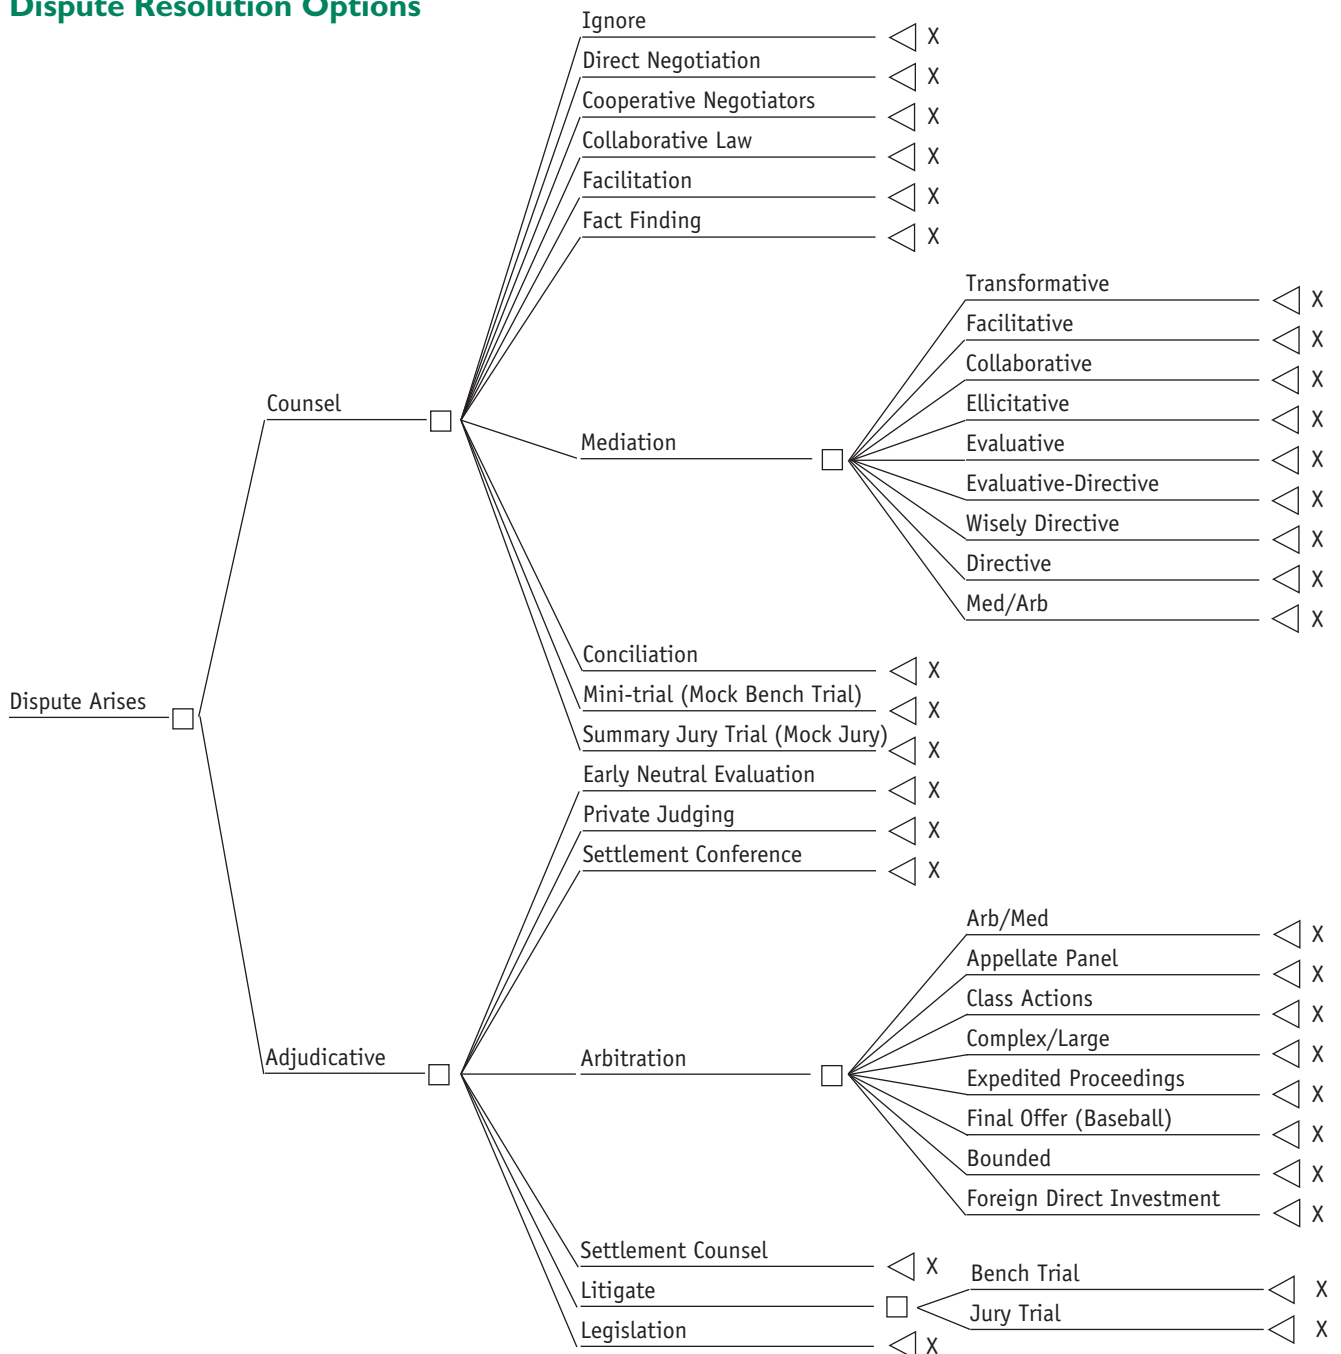 Dispute Resolution Options
Ignore
X
Direct Negotiation
X
Cooperative Negotiators
X
Collaborative Law
X
Facilitation
X
Fact Finding
X
Transformative
X
Facilitative
X
Collaborative
X
Counsel
Ellicitative
X
Mediation
Evaluative
X
Evaluative-Directive
X
Wisely Directive
X
Directive
X
Med/Arb
X
Conciliation
X
Dispute Arises
Mini-trial (Mock Bench Trial)
X
Summary Jury Trial (Mock Jury)
X
Early Neutral Evaluation
X
Private Judging
X
Settlement Conference
X
Arb/Med
X
Appellate Panel
X
Class Actions
X
Adjudicative
Arbitration
Complex/Large
X
Expedited Proceedings
X
Final Offer (Baseball)
X
Bounded
X
Foreign Direct Investment
X
Settlement Counsel
X
Litigate
Bench Trial
X
Jury Trial
X
Legislation
X